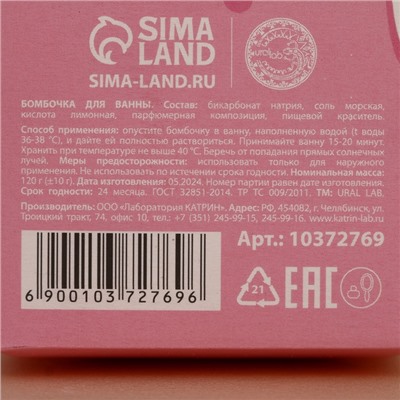 SIMA
LAND
SIMA-LAND.RU
БОМБОЧКА ДЛЯ ВАННЫ. Состав: бикарбонат натрия, соль морская,
кислота лимонная, парфюмерная композиция, пищевой краситель.
Способ применения: опустите бомбочку в ванну, наполненную водой (t воды
36-38 °С), и дайте ей полностью раствориться. Принимайте ванну 15-20 минут.
Хранить при температуре не выше 40 °С. Беречь от попадания прямых солнечных
лучей. Меры предосторожности: использовать только для наружного
применения. Не использовать по истечении срока годности. Номинальная масса:
120 г (±10 г). Дата изготовления: 05.2024. Номер партии равен дате изготовления.
Срок годности: 24 месяца. ГОСТ 32851-2014. ТР ТС 009/2011. ТМ: URAL LAB.
Производитель: ООО «Лаборатория КАТРИН». Адрес: РФ, 454082, г. Челябинск, ул.
Троицкий тракт, 74, офис 10, тел. +7 (351) 245-99-15, 245-99-16. www.katrin-lab.ru
Арт.: 10372769
6 900103 727696
21
EAC